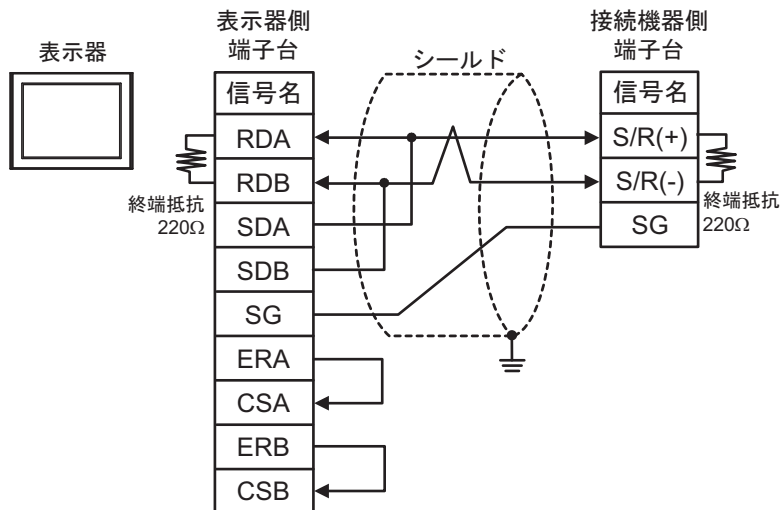 表示器
表示器側
端子台
信号名
RDA
RDB
SDA
SDB
SG
ERA
CSA
ERB
CSB
終端抵抗
220Ω
シールド
接続機器側
端子台
信号名
S/R(+)
S/R(-)
SG
終端抵抗
220Ω